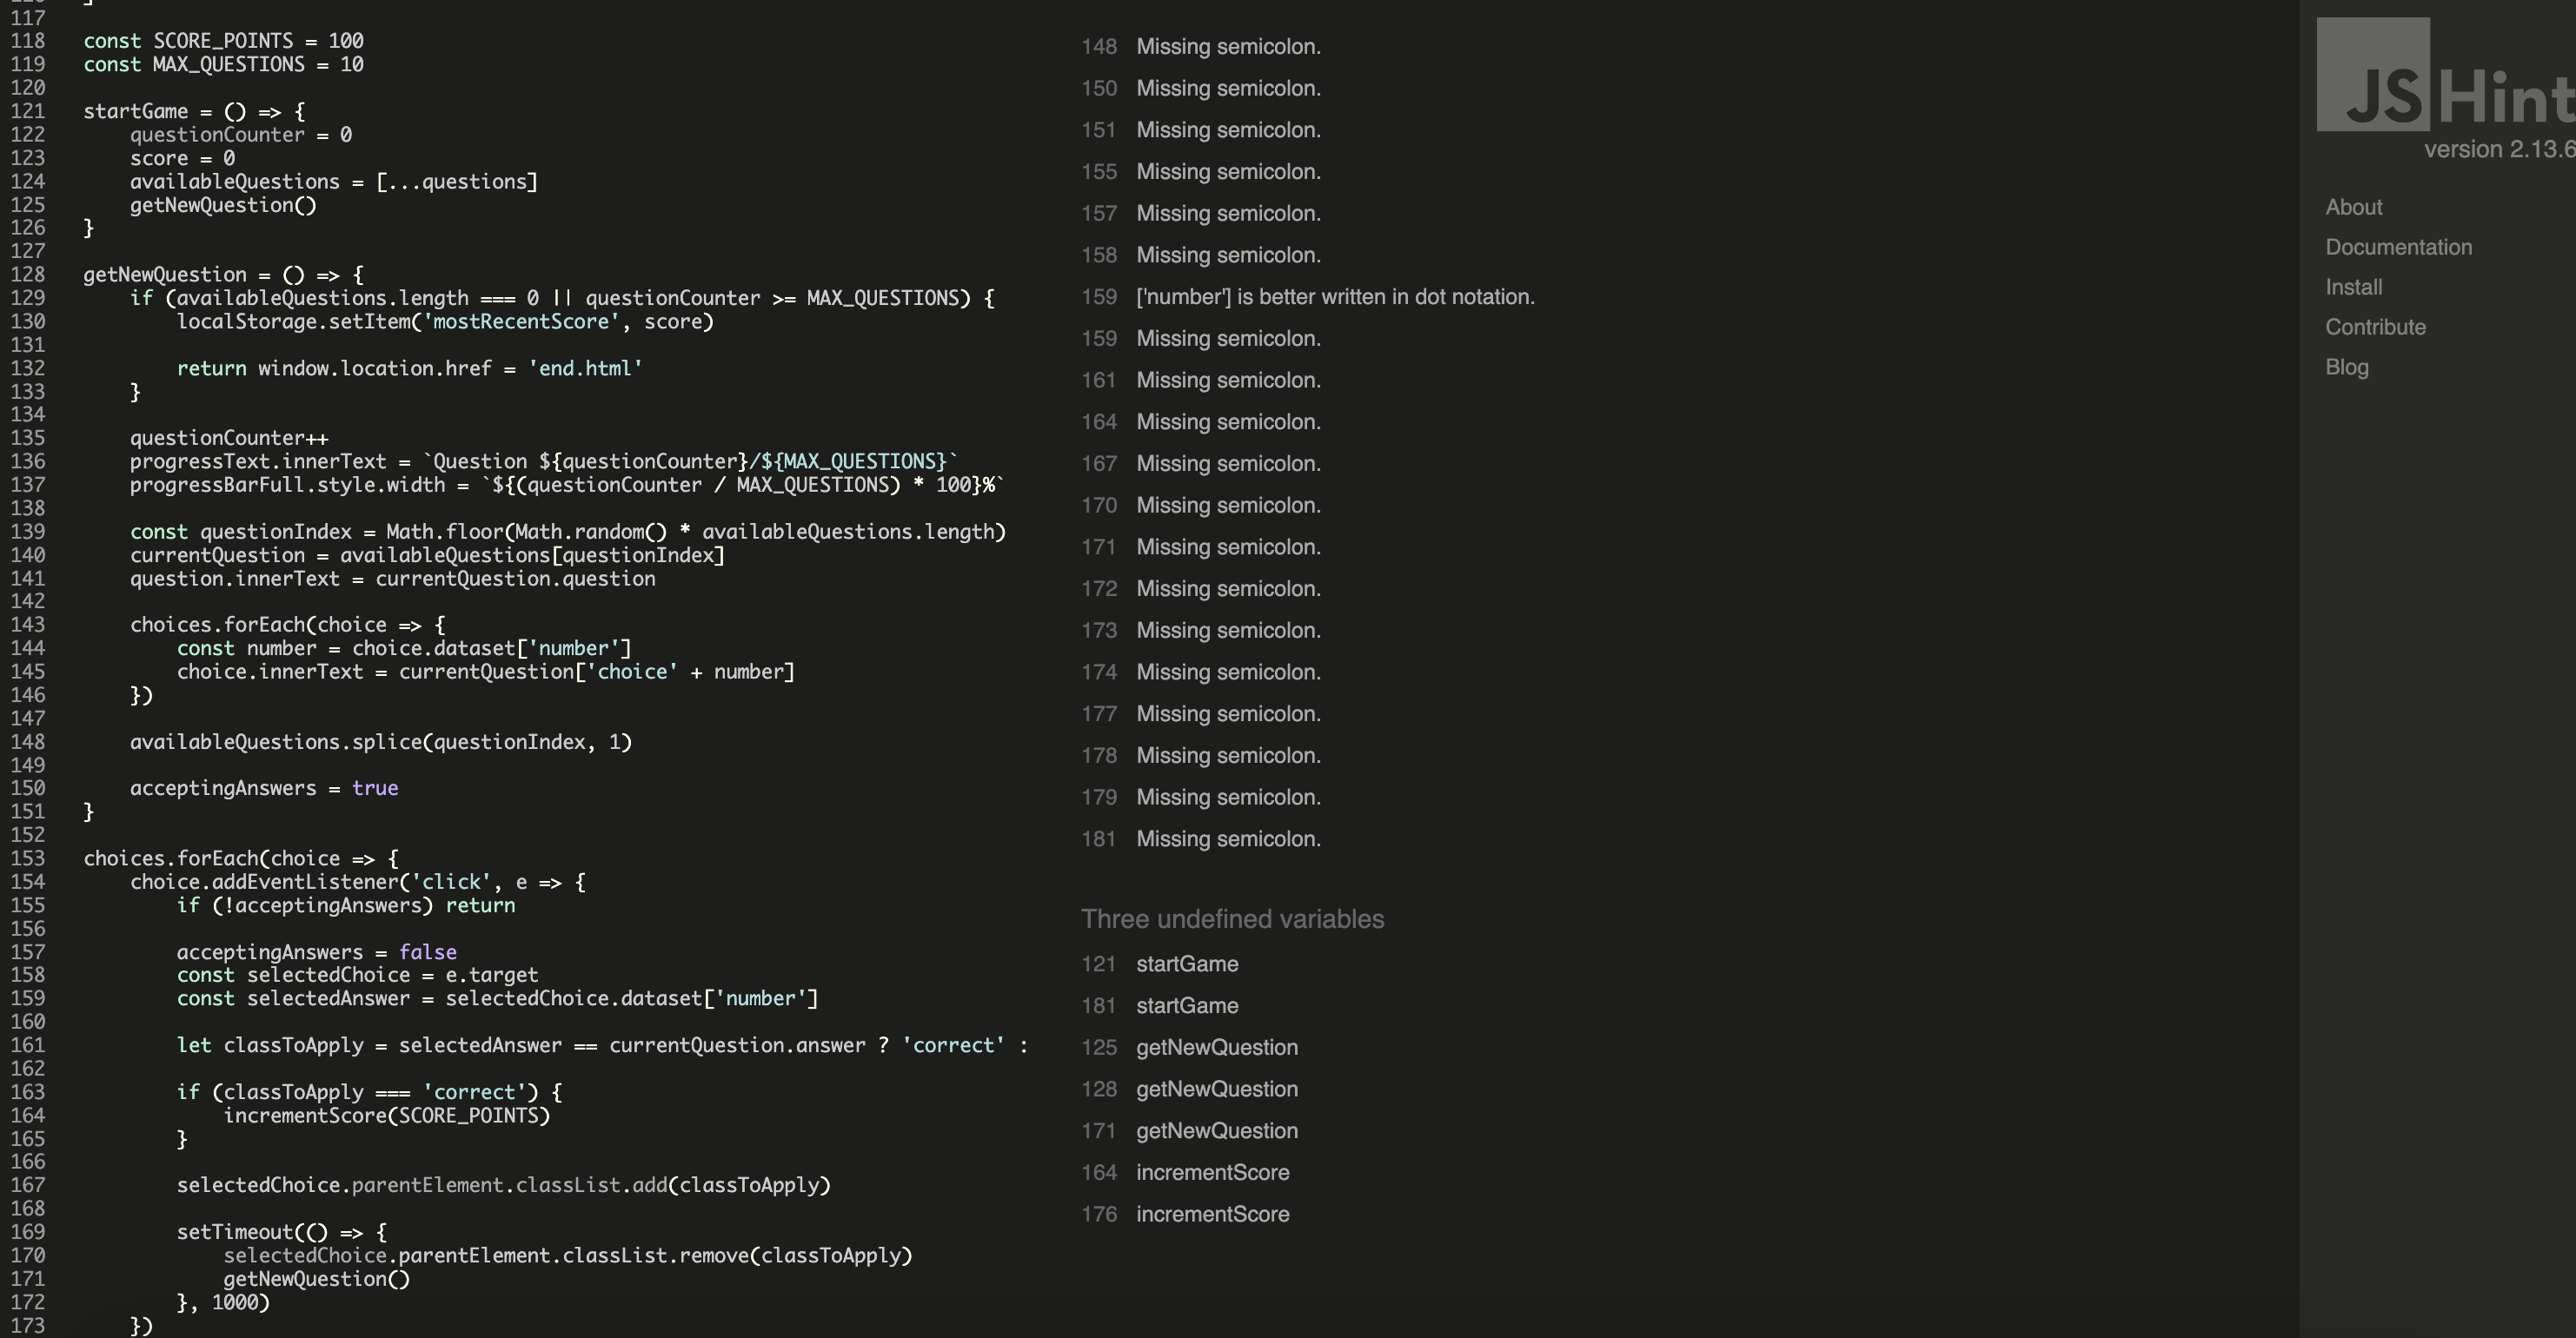 117
118 const SCORE_POINTS = 100
119 const MAX_QUESTIONS = 10
120
121 startGame = () => {
122 questionCounter = 0
123 score = 0
124 availableQuestions = [...questions]
125 getNewQuestion()
126 }
127
128 getNewQuestion = () => {
129 if (availableQuestions.length === 0 || questionCounter >= MAX_QUESTIONS) {
130 localStorage.setItem('mostRecentScore', score)
131
132 return window.location.href = 'end.html'
133 }
134
135 questionCounter++
136 progressText.innerText = `Question ${questionCounter}/${MAX_QUESTIONS}`
137 progressBarFull.style.width = `${(questionCounter / MAX_QUESTIONS) * 100}%`
138
139 const questionIndex = Math.floor(Math.random() * availableQuestions.length)
140 currentQuestion = availableQuestions[questionIndex]
141 question.innerText = currentQuestion.question
142
143 choices.forEach(choice => {
144 const number = choice.dataset['number']
145 choice.innerText = currentQuestion['choice' + number]
146 })
147
148 availableQuestions.splice(questionIndex, 1)
149
150 acceptingAnswers = true
151 }
152
153 choices.forEach(choice => {
154 choice.addEventListener('click', e => {
155 if (!acceptingAnswers) return
156
157 acceptingAnswers = false
158 const selectedChoice = e.target
159 const selectedAnswer = selectedChoice.dataset['number']
160
161 let classToApply = selectedAnswer == currentQuestion.answer ? 'correct' :
162
163 if (classToApply === 'correct') {
164 incrementScore(SCORE_POINTS)
165 }
166
167 selectedChoice.parentElement.classList.add(classToApply)
168
169 setTimeout(() => {
170 selectedChoice.parentElement.classList.remove(classToApply)
171 getNewQuestion()
172 }, 1000)
173 })
148 Missing semicolon.
150 Missing semicolon.
151 Missing semicolon.
155 Missing semicolon.
157 Missing semicolon.
158 Missing semicolon.
159 ['number'] is better written in dot notation.
159 Missing semicolon.
161 Missing semicolon.
164 Missing semicolon.
167 Missing semicolon.
170 Missing semicolon.
171 Missing semicolon.
172 Missing semicolon.
173 Missing semicolon.
174 Missing semicolon.
177 Missing semicolon.
178 Missing semicolon.
179 Missing semicolon.
181 Missing semicolon.
Three undefined variables
121 startGame
181 startGame
125 getNewQuestion
128 getNewQuestion
171 getNewQuestion
164 incrementScore
176 incrementScore
JSHint
version 2.13.6
About
Documentation
Install
Contribute
Blog